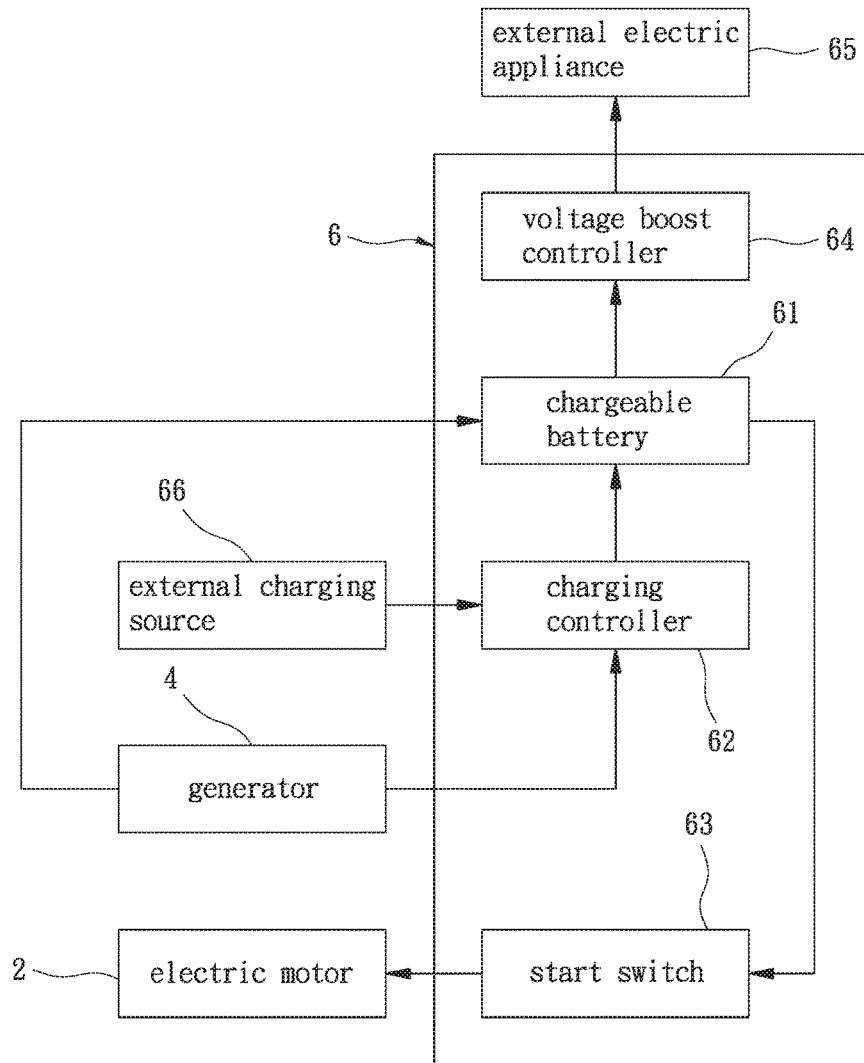 external electric
appliance
65
6
voltage boost
controller
64
61
chargeable
battery
66
external charging
source
charging
controller
4
62
generator
63
2
electric motor
start switch